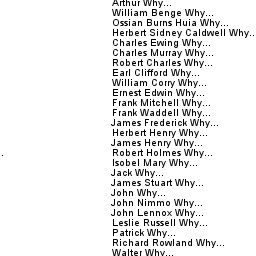 Arthur Why...
William Benge Why...
Ossian Burns Huia Why...
Herbert Sidney Caldwell Why..
Charles Ewing Why...
Charles Murray Why...
Robert Charles Why...
Earl Clifford Why...
William Corry Why...
Ernest Edwin Why...
Frank Mitchell Why...
Frank Waddell Why...
James Frederick Why...
Herbert Henry Why...
James Henry Why...
Robert Holmes Why...
Isobel Mary Why...
Jack Why...
James Stuart Why...
John Why...
John Nimmo Why...
John Lennox Why...
Leslie Russell Why...
Patrick Why...
Richard Rowland Why...
Walter Why...